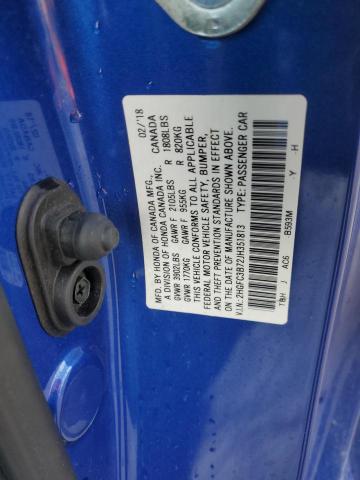 MFD. BY HONDA OF CANADA MFG., 02/'18
A DIVISION OF HONDA CANADA INC. CANADA
GVWR 3902LBS GAWR F 2105LBS R 1808LBS
GVWR 1770KG GAWR F 955KG R 820KG
THIS VEHICLE CONFORMS TO ALL APPLICABLE
FEDERAL MOTOR VEHICLE SAFETY, BUMPER,
AND THEFT PREVENTION STANDARDS IN EFFECT
ON THE DATE OF MANUFACTURE SHOWN ABOVE.
V.I.N.: 2HGFC3B72JH351813 TYPE: PASSENGER CAR
TBH J AC6 B593M Y H